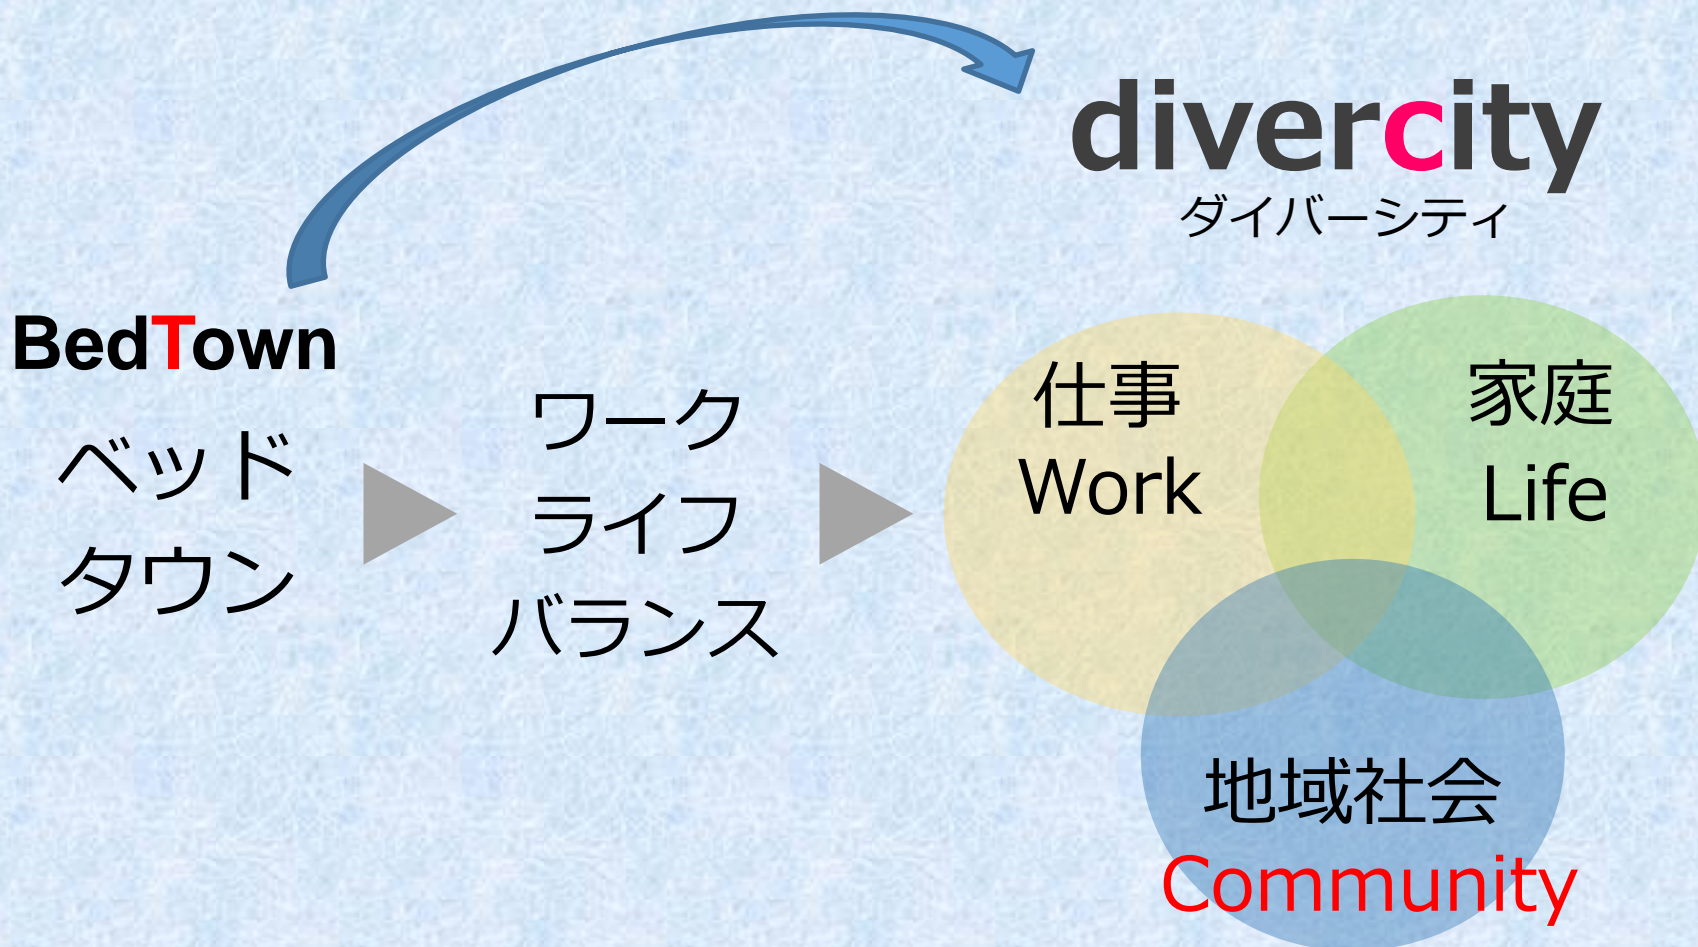 divercity
ダイバーシティ
BedTown
ベッド
タウン
ワーク
ライフ
バランス
仕事
Work
家庭
Life
地域社会
Community